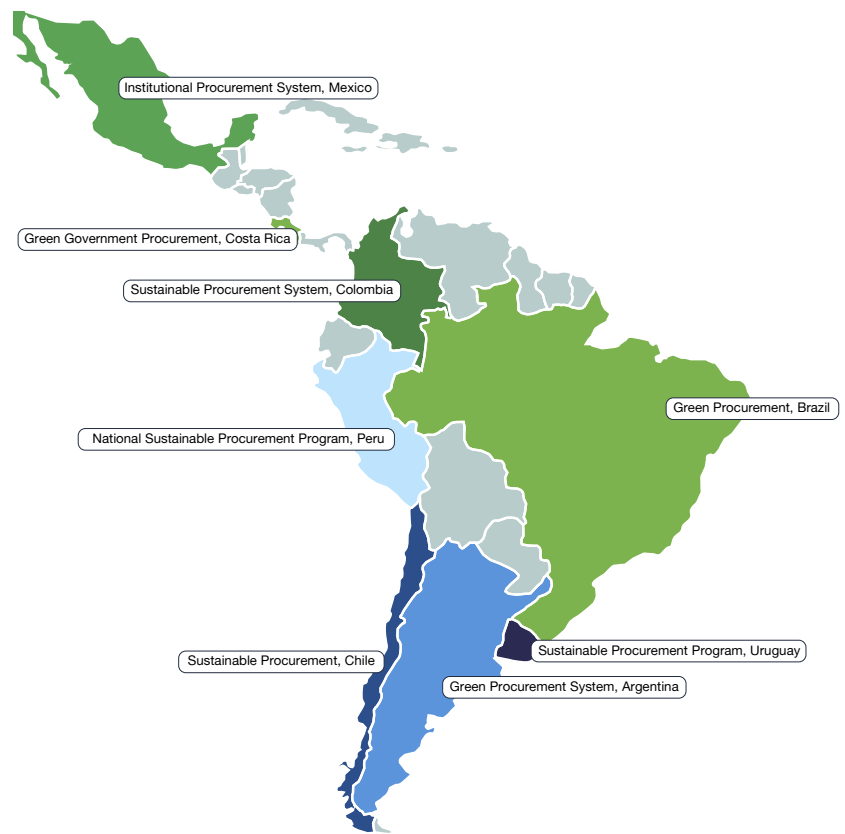 Institutional Procurement System, Mexico
Green Government Procurement, Costa Rica
Sustainable Procurement System, Colombia
Green Procurement, Brazil
National Sustainable Procurement Program, Peru
Sustainable Procurement Program, Uruguay
Sustainable Procurement, Chile
Green Procurement System, Argentina